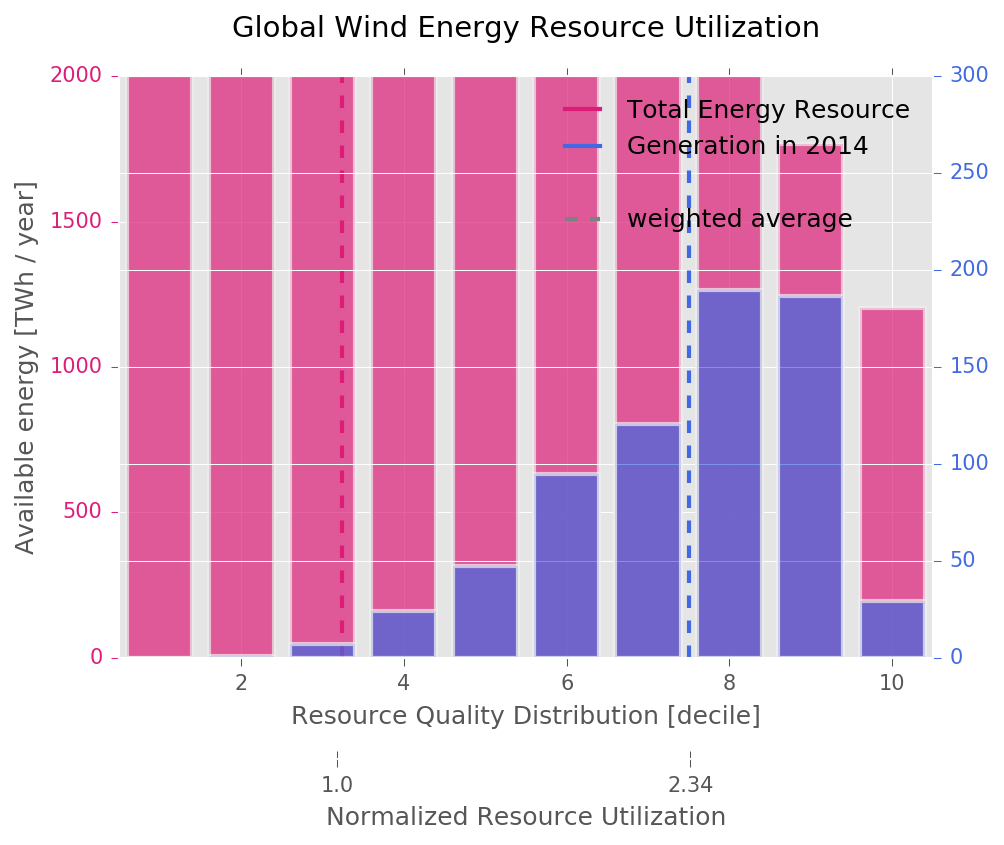 Global Wind Energy Resource Utilization
2000
1500
1000
500
0
Available energy [TWh / year]
300
250
200
150
100
50
0
Total Energy Resource
Generation in 2014
weighted average
2 4 6 8 10
Resource Quality Distribution [decile]
1.0 2.34
Normalized Resource Utilization